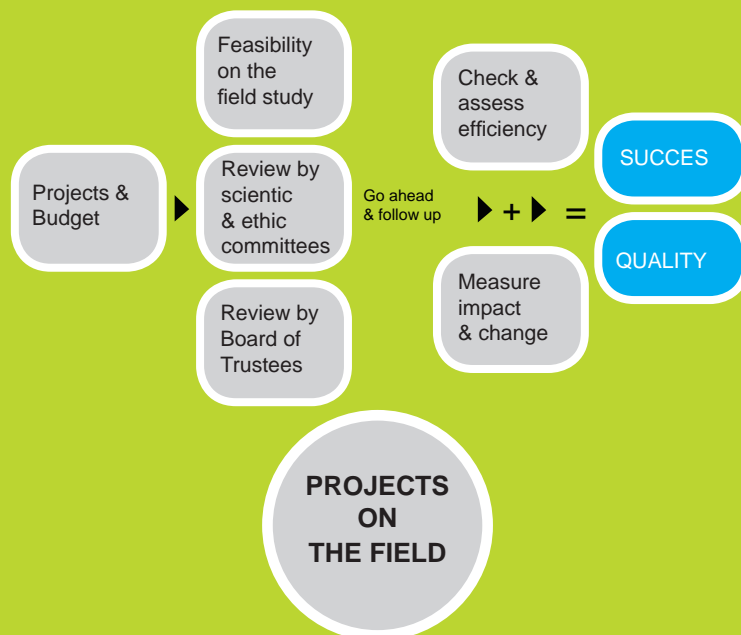 Projects &
Budget
Feasibility
on the
field study
Review by
scientic
& ethic
committees
Review by
Board of
Trustees
Go ahead
& follow up
+
=
Check &
assess
efficiency
Measure
impact
& change
SUCCES
QUALITY
PROJECTS
ON
THE FIELD